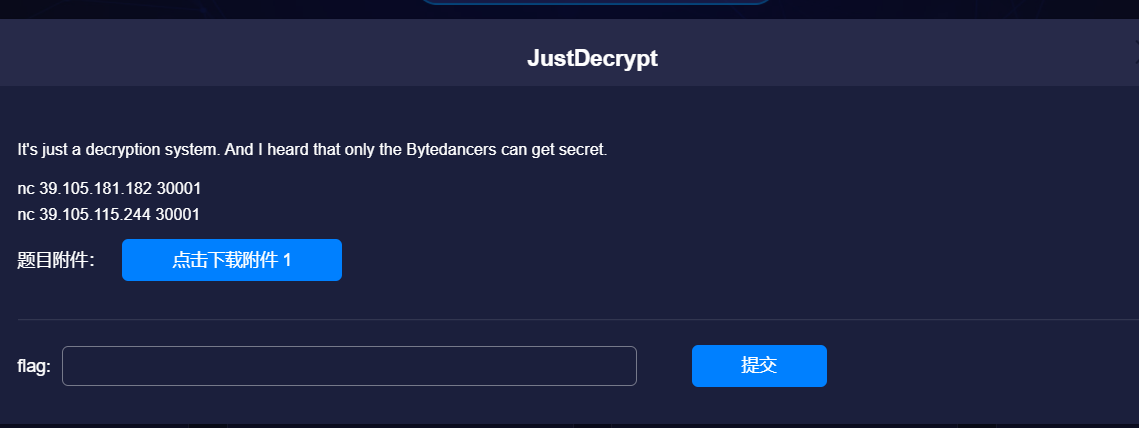 JustDecrypt
It's just a decryption system. And I heard that only the Bytedancers can get secret.
nc 39.105.181.182 30001
nc 39.105.115.244 30001
题目附件: 点击下载附件 1
flag: 提交